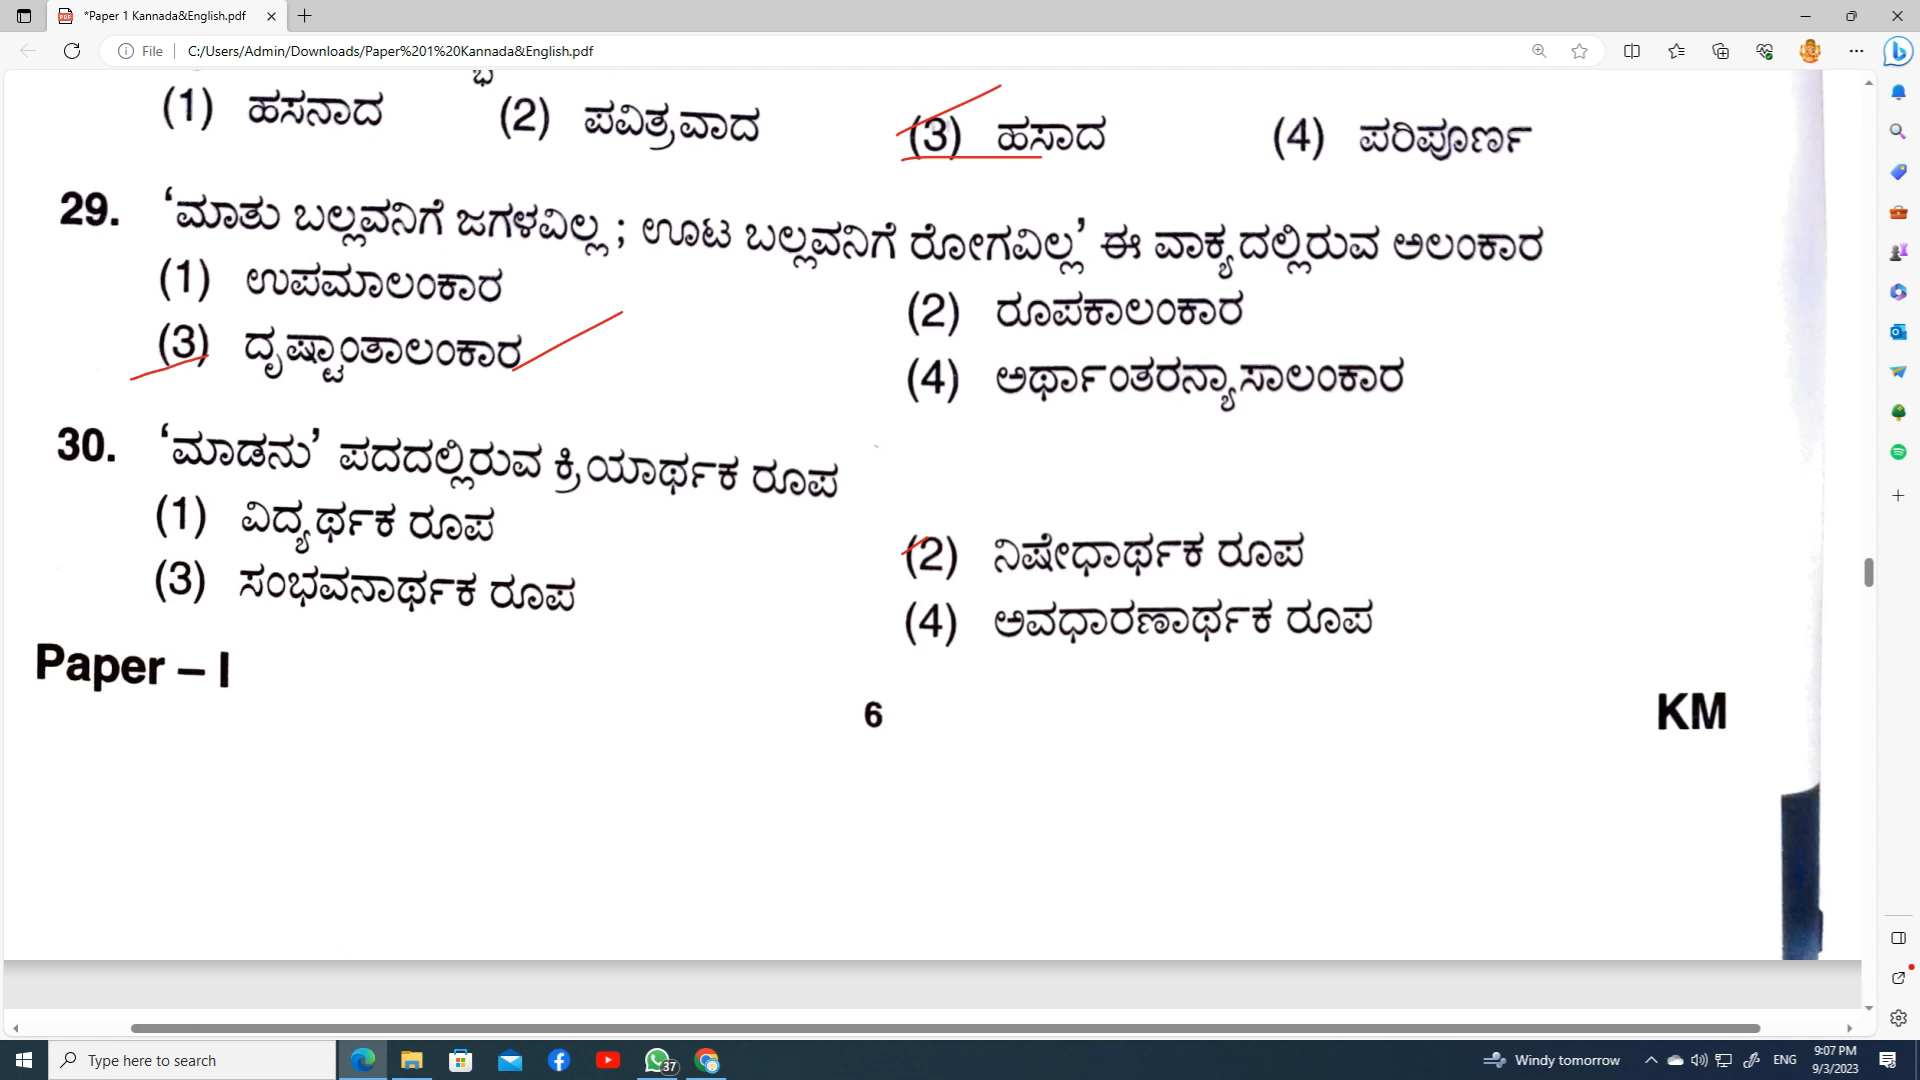 *Paper 1 Kannada&English.pdf
File C:/Users/Admin/Downloads/Paper%201%20Kannada&English.pdf
(1) ಹಸನಾದ (2) ಪವಿತ್ರವಾದ (3) ಹಸಾದ (4) ಪರಿಪೂರ್ಣ
29. ‘ಮಾತು ಬಲ್ಲವನಿಗೆ ಜಗಳವಿಲ್ಲ ; ಊಟ ಬಲ್ಲವನಿಗೆ ರೋಗವಿಲ್ಲ’ ಈ ವಾಕ್ಯದಲ್ಲಿರುವ ಅಲಂಕಾರ
(1) ಉಪಮಾಲಂಕಾರ (2) ರೂಪಕಾಲಂಕಾರ
(3) ದೃಷ್ಟಾಂತಾಲಂಕಾರ (4) ಅರ್ಥಾಂತರನ್ಯಾಸಾಲಂಕಾರ
30. ‘ಮಾಡನು’ ಪದದಲ್ಲಿರುವ ಕ್ರಿಯಾರ್ಥಕ ರೂಪ
(1) ವಿದ್ಯರ್ಥಕ ರೂಪ (2) ನಿಷೇಧಾರ್ಥಕ ರೂಪ
(3) ಸಂಭವನಾರ್ಥಕ ರೂಪ (4) ಅವಧಾರಣಾರ್ಥಕ ರೂಪ
Paper – I 6 KM
Type here to search 37 Windy tomorrow ENG 9:07 PM
9/3/2023